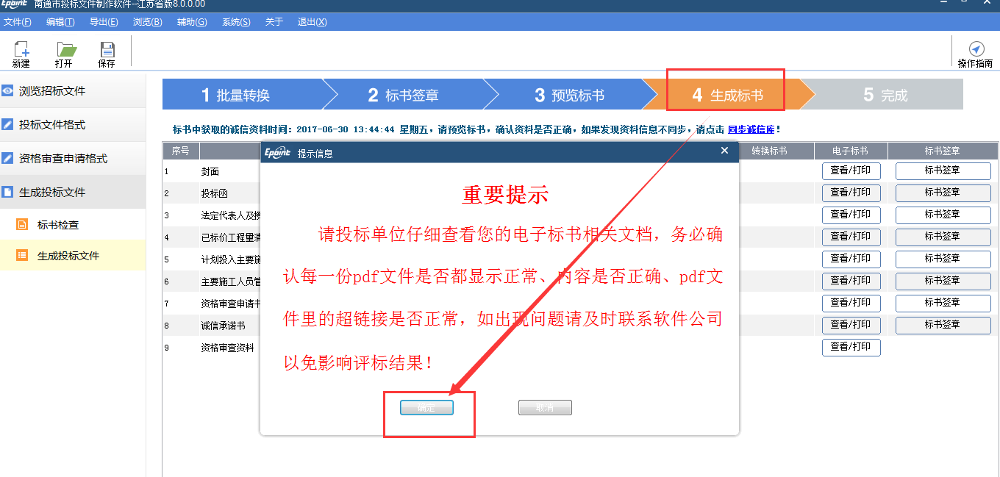 Epoint 南通市投标文件制作软件--江苏省版8.0.0.00
文件(F) 编辑(T) 导出(E) 浏览(B) 辅助(G) 系统(S) 关于 退出(X)
新建 打开 保存 操作指南
浏览招标文件
投标文件格式
资格审查申请格式
生成投标文件
标书检查
生成投标文件
1 批量转换 2 标书签章 3 预览标书 4 生成标书 5 完成
标书中获取的诚信资料时间：2017-06-30 13:44:44 星期五，请预览标书，确认资料是否正确，如果发现资料信息不同步，请点击 同步诚信库！
序号 转换标书 电子标书 标书签章
1 封面 查看/打印 标书签章
2 投标函 查看/打印 标书签章
3 法定代表人及授 查看/打印 标书签章
4 已标价工程量清 查看/打印 标书签章
5 计划投入主要施 查看/打印 标书签章
6 主要施工人员管 查看/打印 标书签章
7 资格审查申请书 查看/打印 标书签章
8 诚信承诺书 查看/打印 标书签章
9 资格审查资料 查看/打印
Epoint 提示信息
重要提示
请投标单位仔细查看您的电子标书相关文档，务必确
认每一份pdf文件是否都显示正常、内容是否正确、pdf文
件里的超链接是否正常，如出现问题请及时联系软件公司
以免影响评标结果！
确定 取消